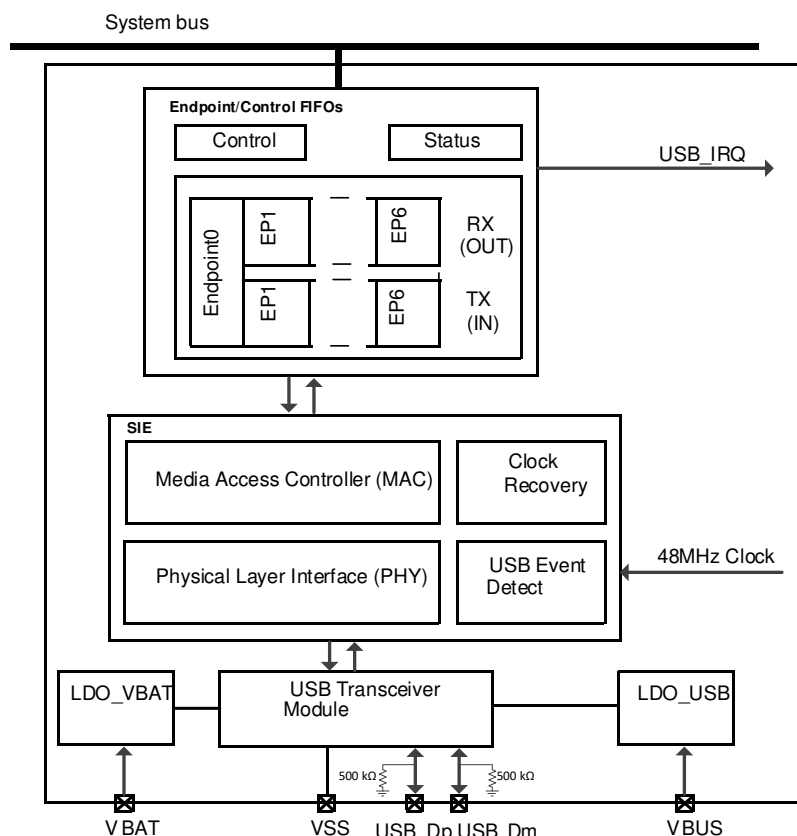 System bus
Endpoint/Control FIFOs
Control
Status
USB_IRQ
Endpoint0
EP1
EP6
RX
(OUT)
EP1
EP6
TX
(IN)
SIE
Media Access Controller (MAC)
Clock
Recovery
Physical Layer Interface (PHY)
USB Event
Detect
48MHz Clock
LDO_VBAT
USB Transceiver
Module
LDO_USB
500 kΩ
500 kΩ
VBAT
VSS
USB_Dp
USB_Dm
VBUS